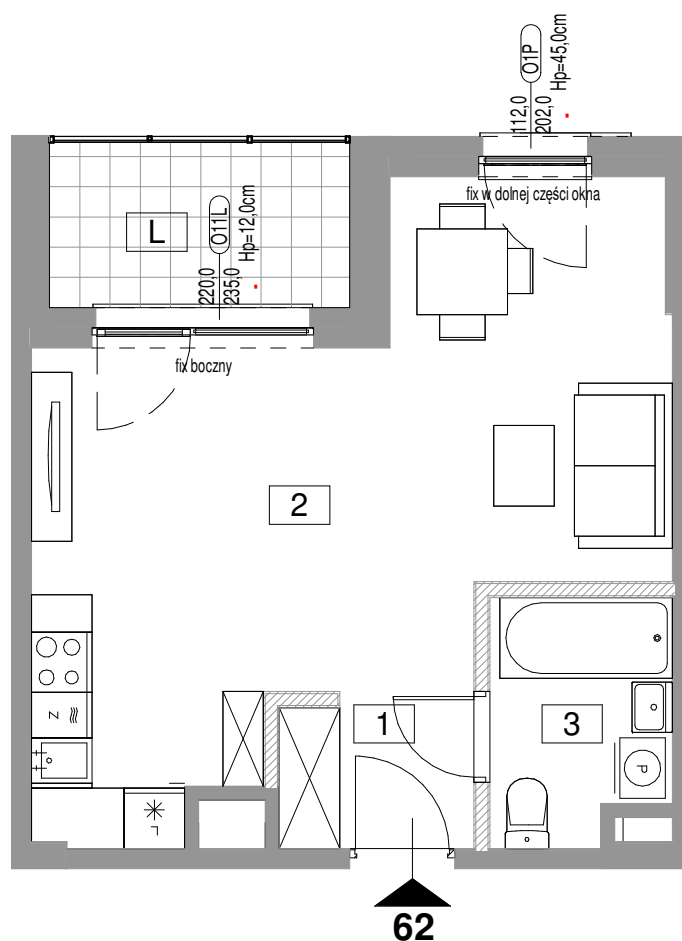 O1P
Hp=45,0cm
112,0
202,0
fix w dolnej części okna
L
O11L
Hp=12,0cm
220,0
235,0
fix boczny
2
1
3
Z
P
L
62